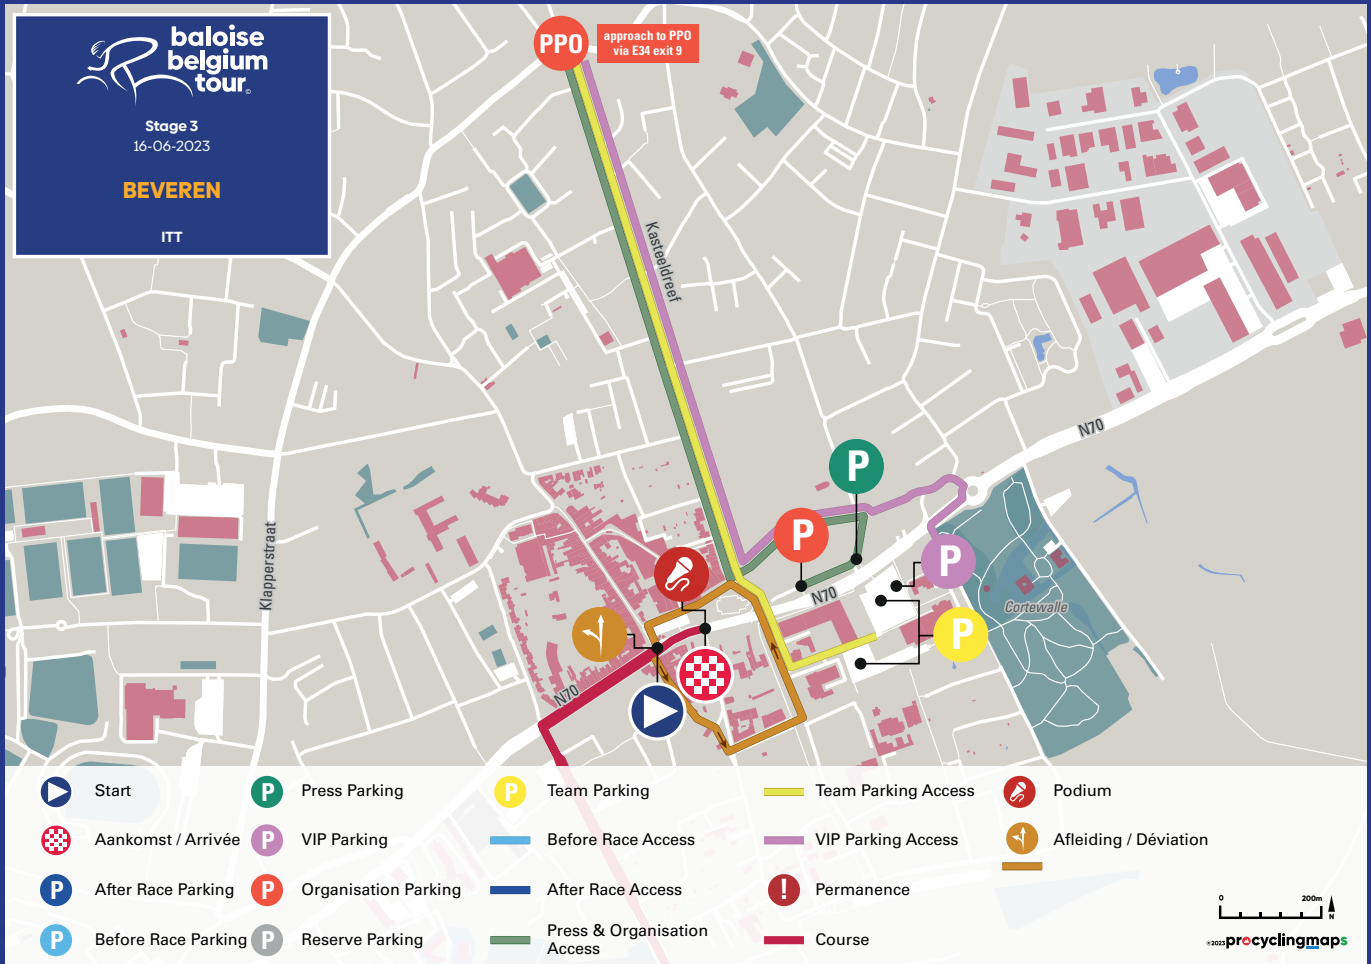 baloise
belgium
tour
Stage 3
16-06-2023
BEVEREN
ITT
PPO
approach to PPO
via E34 exit 9
Kasteeldreef
N70
P
P
P
N70
Cortewalle
P
Klapperstraat
N70
Start
P
Press Parking
P
Team Parking
Team Parking Access
Podium
Aankomst / Arrivée
P
VIP Parking
Before Race Access
VIP Parking Access
Afleiding / Déviation
P
After Race Parking
P
Organisation Parking
After Race Access
!
Permanence
P
Before Race Parking
P
Reserve Parking
Press & Organisation
Access
Course
0
200m
N
©2023 procyclingmaps